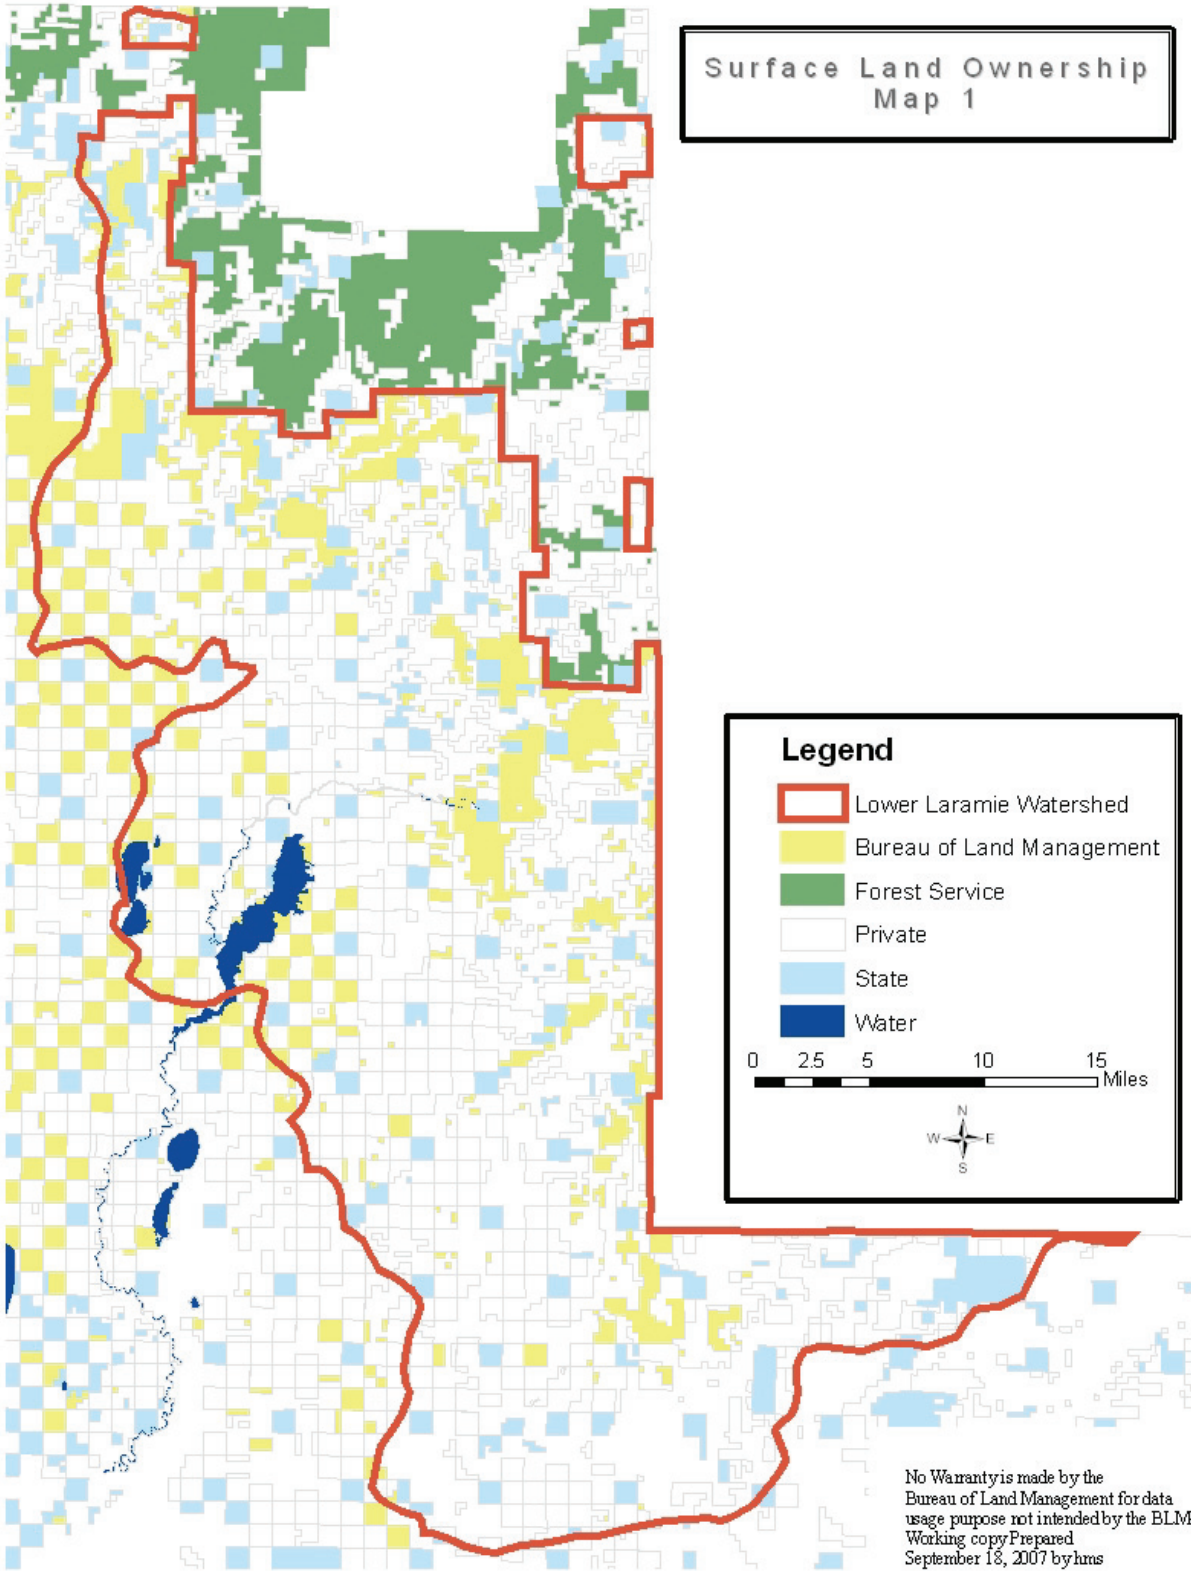 Surface Land Ownership
Map 1
Legend
Lower Laramie Watershed
Bureau of Land Management
Forest Service
Private
State
Water
0 2.5 5 10 15
Miles
N
W E
S
No Warranty is made by the
Bureau of Land Management for data
usage purpose not intended by the BLM
Working copy Prepared
September 18, 2007 by hms